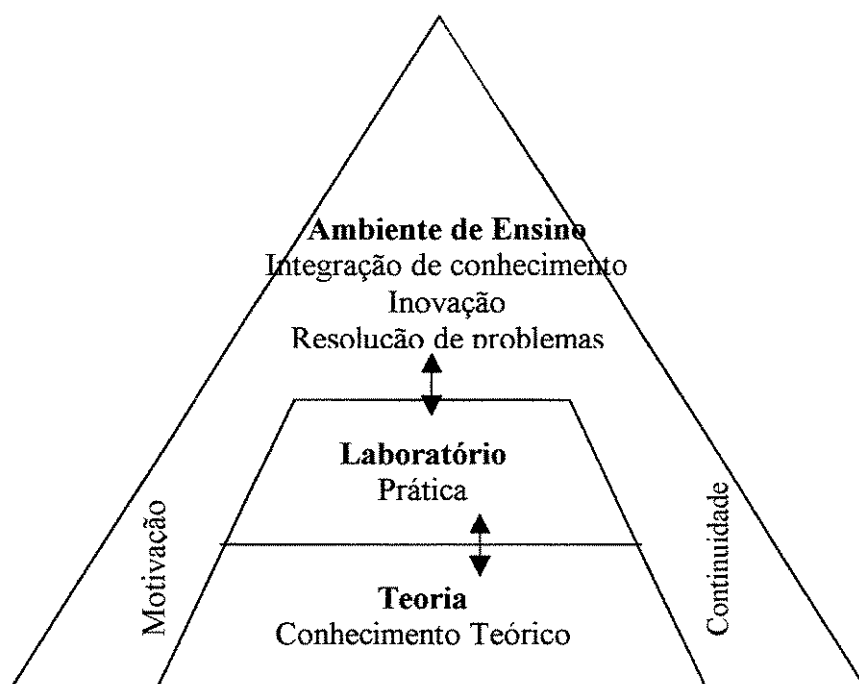 Ambiente de Ensino
Integração de conhecimento
Inovação
Resolução de problemas
Laboratório
Prática
Motivação
Continuidade
Teoria
Conhecimento Teórico